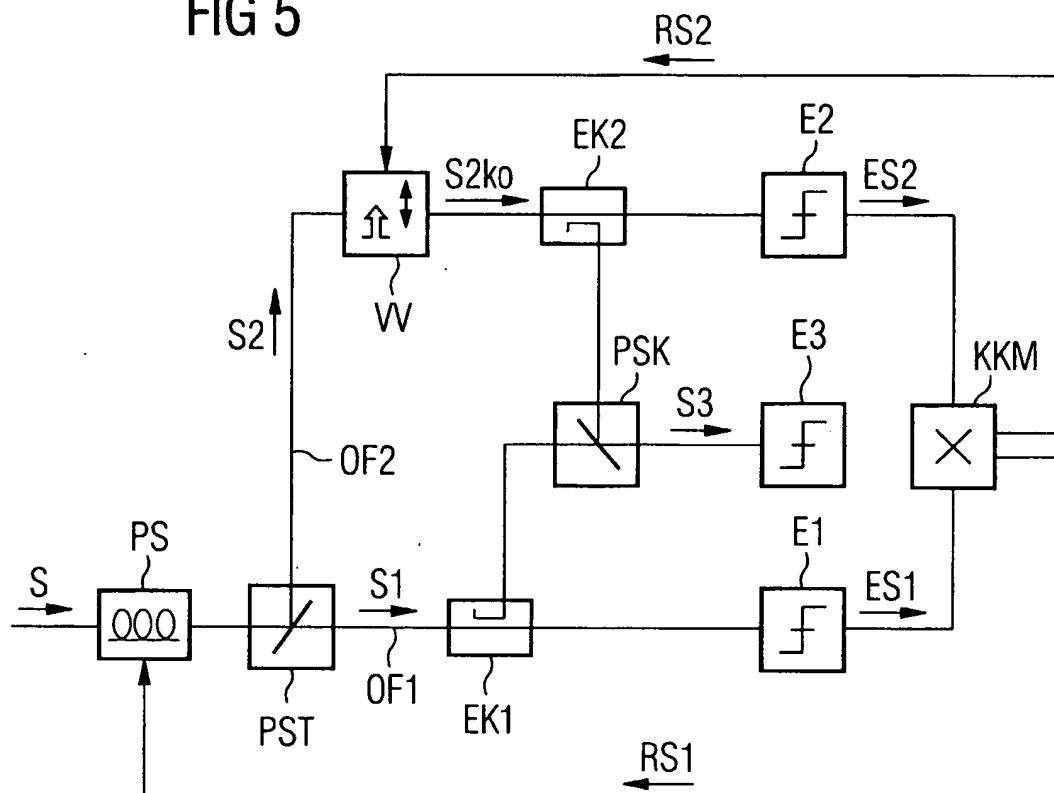 FIG 5
RS2
EK2
E2
S2ko
ES2
VV
S2
PSK
E3
KKM
S3
OF2
PS
E1
S
S1
ES1
OF1
EK1
PST
RS1